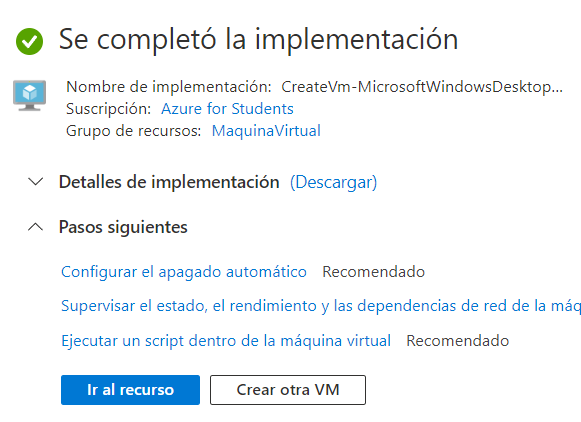 Se completó la implementación
Nombre de implementación: CreateVm-MicrosoftWindowsDesktop...
Suscripción: Azure for Students
Grupo de recursos: MaquinaVirtual
Detalles de implementación (Descargar)
Pasos siguientes
Configurar el apagado automático Recomendado
Supervisar el estado, el rendimiento y las dependencias de red de la máq
Ejecutar un script dentro de la máquina virtual Recomendado
Ir al recurso Crear otra VM